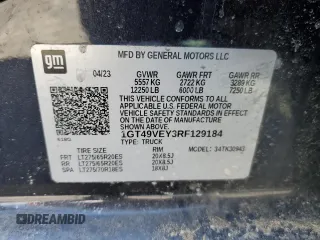 gm
MFD BY GENERAL MOTORS LLC
04/23
GVWR GAWR FRT GAWR RR
5557 KG 2722 KG 3289 KG
12250 LB 6000 LB 7250 LB
THIS VEHICLE CONFORMS TO ALL APPLICABLE U.S. FEDERAL MOTOR VEHICLE SAFETY STANDARDS IN EFFECT ON THE DATE OF MANUFACTURE SHOWN ABOVE.
1GT49VEY3RF129184
TYPE: TRUCK
TIRE SIZE RIM MODEL:
FRT LT275/65R20ES 20X8.5J
RR LT275/65R20ES 20X8.5J
SPA LT275/70R18ES 18X8J